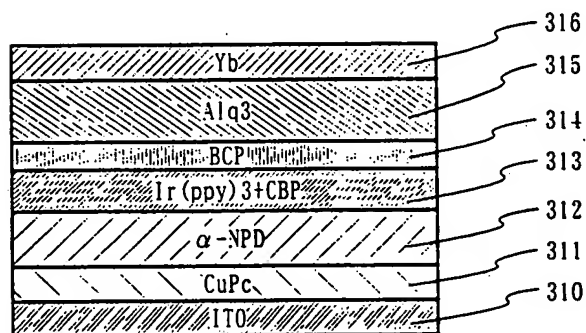 316
Yb
315
Alq3
314
BCP
313
Ir(ppy)3+CBP
312
α-NPD
311
CuPc
310
ITO